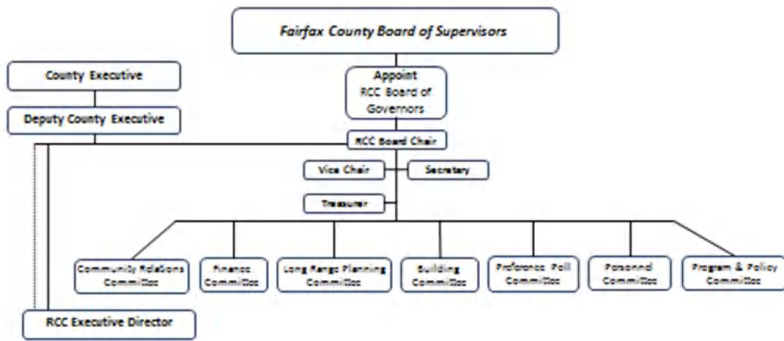 Fairfax County Board of Supervisors
County Executive
Appoint
RCC Board of
Governors
Deputy County Executive
RCC Board Chair
Vice Chair
Secretary
Treasurer
Community Relations
Committee
Finance
Committee
Long Range Planning
Committee
Building
Committee
Preference Poll
Committee
Personnel
Committee
Program & Policy
Committee
RCC Executive Director